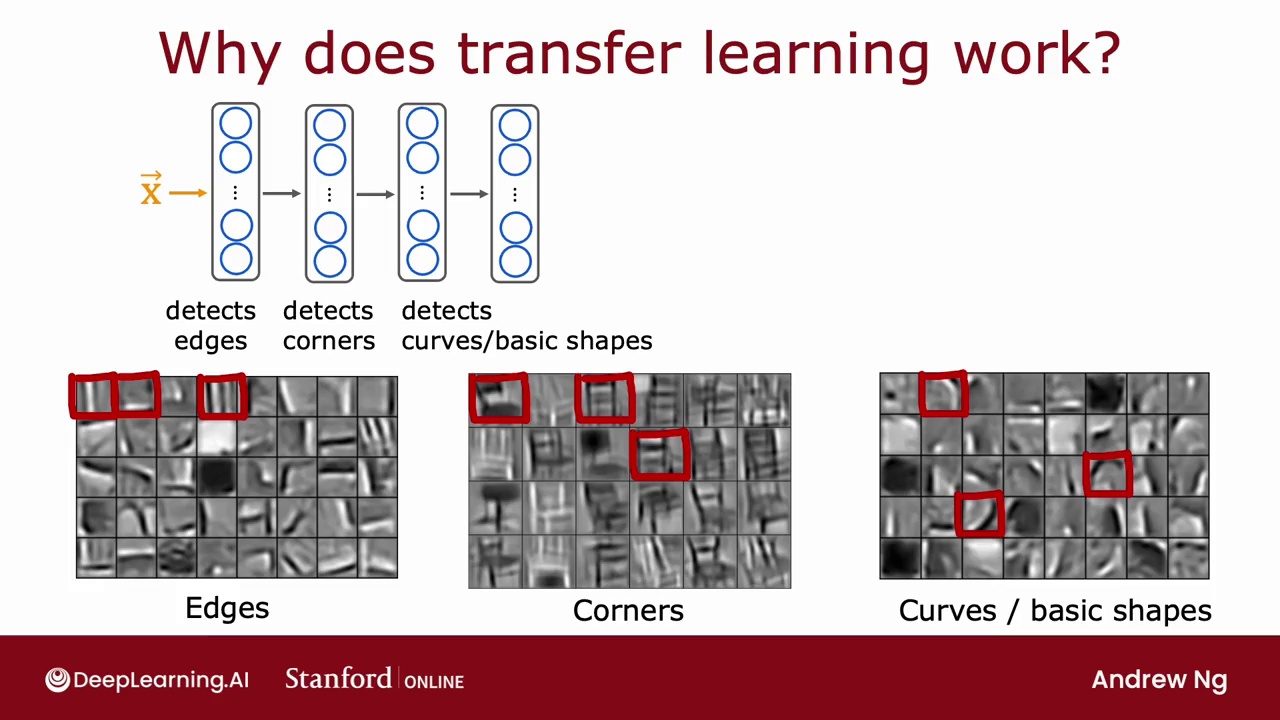 Why does transfer learning work?
x
detects edges
detects corners
detects curves/basic shapes
Edges
Corners
Curves / basic shapes
DeepLearning.AI
Stanford | ONLINE
Andrew Ng